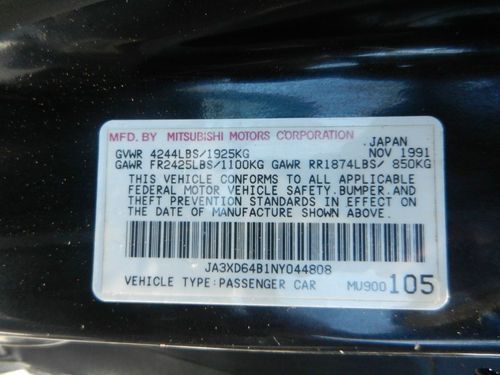 MFD. BY MITSUBISHI MOTORS CORPORATION
JAPAN
GVWR 4244LBS/1925KG NOV 1991
GAWR FR2425LBS/1100KG GAWR RR1874LBS/ 850KG
THIS VEHICLE CONFORMS TO ALL APPLICABLE
FEDERAL MOTOR VEHICLE SAFETY, BUMPER, AND
THEFT PREVENTION STANDARDS IN EFFECT ON
THE DATE OF MANUFACTURE SHOWN ABOVE.
JA3XD64B1NY044808
VEHICLE TYPE:PASSENGER CAR MU900105